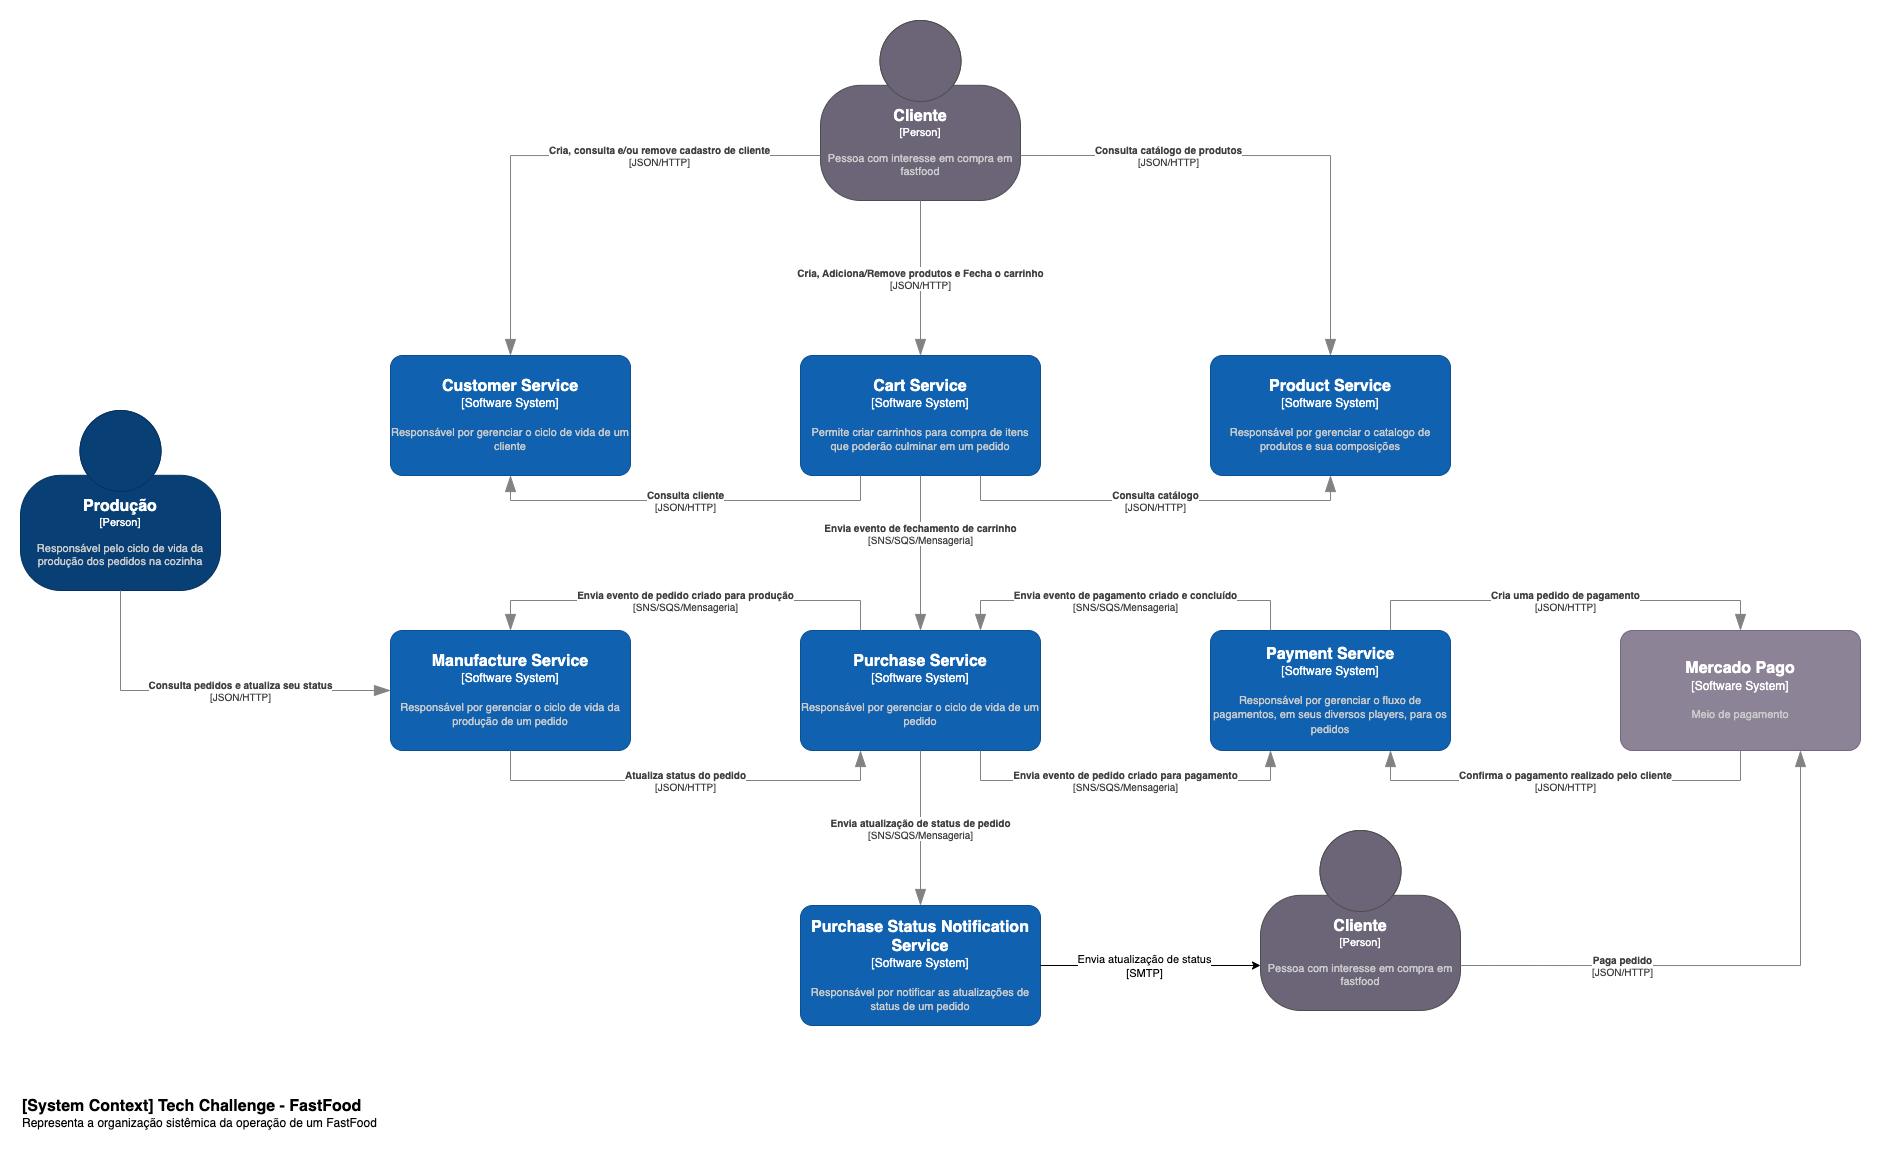 Cliente
[Person]
Pessoa com interesse em compra em
fastfood
Cria, consulta e/ou remove cadastro de cliente
[JSON/HTTP]
Consulta catálogo de produtos
[JSON/HTTP]
Cria, Adiciona/Remove produtos e Fecha o carrinho
[JSON/HTTP]
Customer Service
[Software System]
Responsável por gerenciar o ciclo de vida de um
cliente
Cart Service
[Software System]
Permite criar carrinhos para compra de itens
que poderão culminar em um pedido
Product Service
[Software System]
Responsável por gerenciar o catalogo de
produtos e sua composições
Produção
[Person]
Responsável pelo ciclo de vida da
produção dos pedidos na cozinha
Consulta cliente
[JSON/HTTP]
Consulta catálogo
[JSON/HTTP]
Envia evento de fechamento de carrinho
[SNS/SQS/Mensageria]
Envia evento de pedido criado para produção
[SNS/SQS/Mensageria]
Envia evento de pagamento criado e concluído
[SNS/SQS/Mensageria]
Cria uma pedido de pagamento
[JSON/HTTP]
Consulta pedidos e atualiza seu status
[JSON/HTTP]
Manufacture Service
[Software System]
Responsável por gerenciar o ciclo de vida da
produção de um pedido
Purchase Service
[Software System]
Responsável por gerenciar o ciclo de vida de um
pedido
Payment Service
[Software System]
Responsável por gerenciar o fluxo de
pagamentos, em seus diversos players, para os
pedidos
Mercado Pago
[Software System]
Meio de pagamento
Atualiza status do pedido
[JSON/HTTP]
Envia evento de pedido criado para pagamento
[SNS/SQS/Mensageria]
Confirma o pagamento realizado pelo cliente
[JSON/HTTP]
Envia atualização de status de pedido
[SNS/SQS/Mensageria]
Purchase Status Notification
Service
[Software System]
Responsável por notificar as atualizações de
status de um pedido
Envia atualização de status
[SMTP]
Cliente
[Person]
Pessoa com interesse em compra em
fastfood
Paga pedido
[JSON/HTTP]
[System Context] Tech Challenge - FastFood
Representa a organização sistêmica da operação de um FastFood